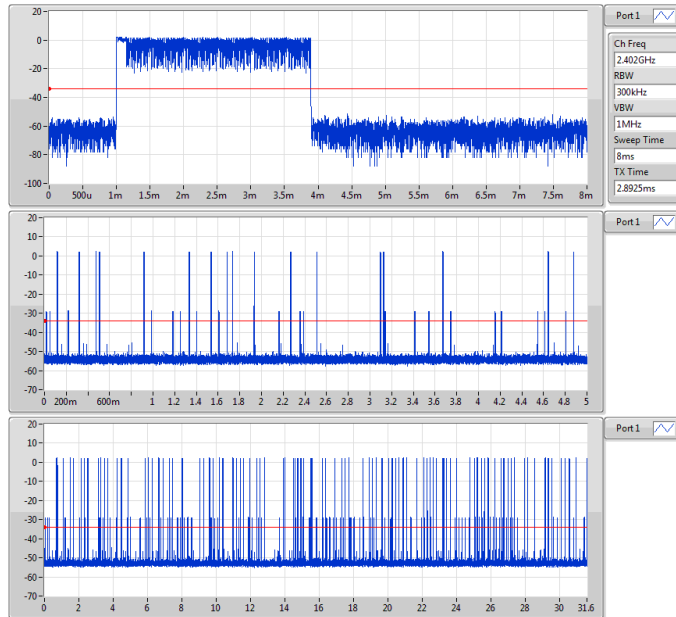 20
0
-20
-40
-60
-80
-100
0 500u 1m 1.5m 2m 2.5m 3m 3.5m 4m 4.5m 5m 5.5m 6m 6.5m 7m 7.5m 8m
Port 1
Ch Freq
2.402GHz
RBW
300kHz
VBW
1MHz
Sweep Time
8ms
TX Time
2.8925ms
20
10
0
-10
-20
-30
-40
-50
-60
-70
0 200m 600m 1 1.2 1.4 1.6 1.8 2 2.2 2.4 2.6 2.8 3 3.2 3.4 3.6 3.8 4 4.2 4.4 4.6 4.8 5
Port 1
20
10
0
-10
-20
-30
-40
-50
-60
-70
0 2 4 6 8 10 12 14 16 18 20 22 24 26 28 31.6
Port 1